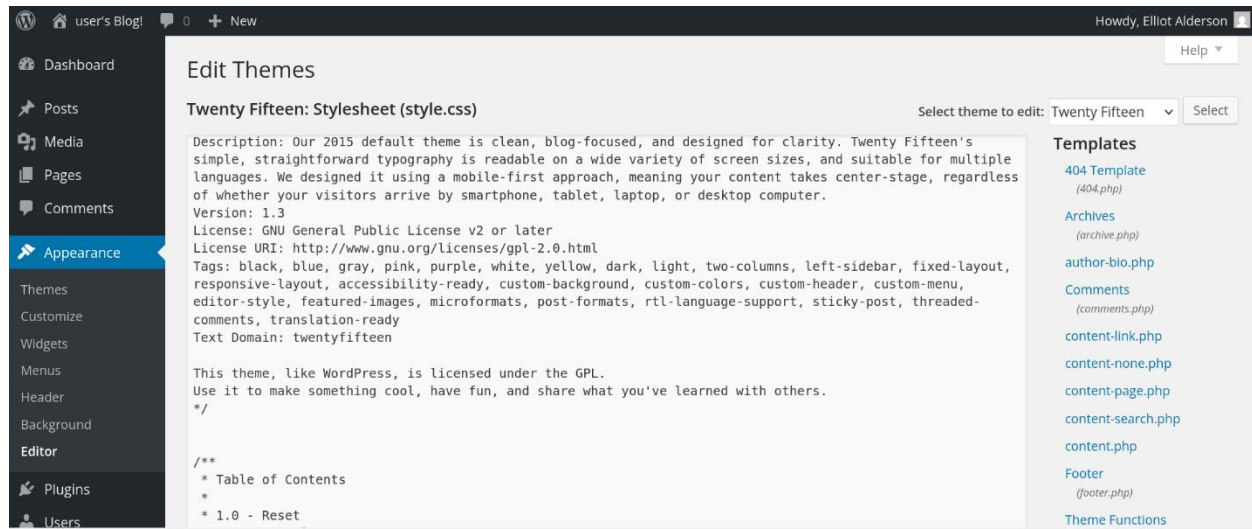 user's Blog!
0
New
Howdy, Elliot Alderson
Help
Dashboard
Posts
Media
Pages
Comments
Appearance
Themes
Customize
Widgets
Menus
Header
Background
Editor
Plugins
Users
Edit Themes
Twenty Fifteen: Stylesheet (style.css)
Select theme to edit:
Twenty Fifteen
Select
Description: Our 2015 default theme is clean, blog-focused, and designed for clarity. Twenty Fifteen's
simple, straightforward typography is readable on a wide variety of screen sizes, and suitable for multiple
languages. We designed it using a mobile-first approach, meaning your content takes center-stage, regardless
of whether your visitors arrive by smartphone, tablet, laptop, or desktop computer.
Version: 1.3
License: GNU General Public License v2 or later
License URI: http://www.gnu.org/licenses/gpl-2.0.html
Tags: black, blue, gray, pink, purple, white, yellow, dark, light, two-columns, left-sidebar, fixed-layout,
responsive-layout, accessibility-ready, custom-background, custom-colors, custom-header, custom-menu,
editor-style, featured-images, microformats, post-formats, rtl-language-support, sticky-post, threaded-
comments, translation-ready
Text Domain: twentyfifteen
This theme, like WordPress, is licensed under the GPL.
Use it to make something cool, have fun, and share what you've learned with others.
*/
/**
* Table of Contents
*
* 1.0 - Reset
Templates
404 Template
(404.php)
Archives
(archive.php)
author-bio.php
Comments
(comments.php)
content-link.php
content-none.php
content-page.php
content-search.php
content.php
Footer
(footer.php)
Theme Functions